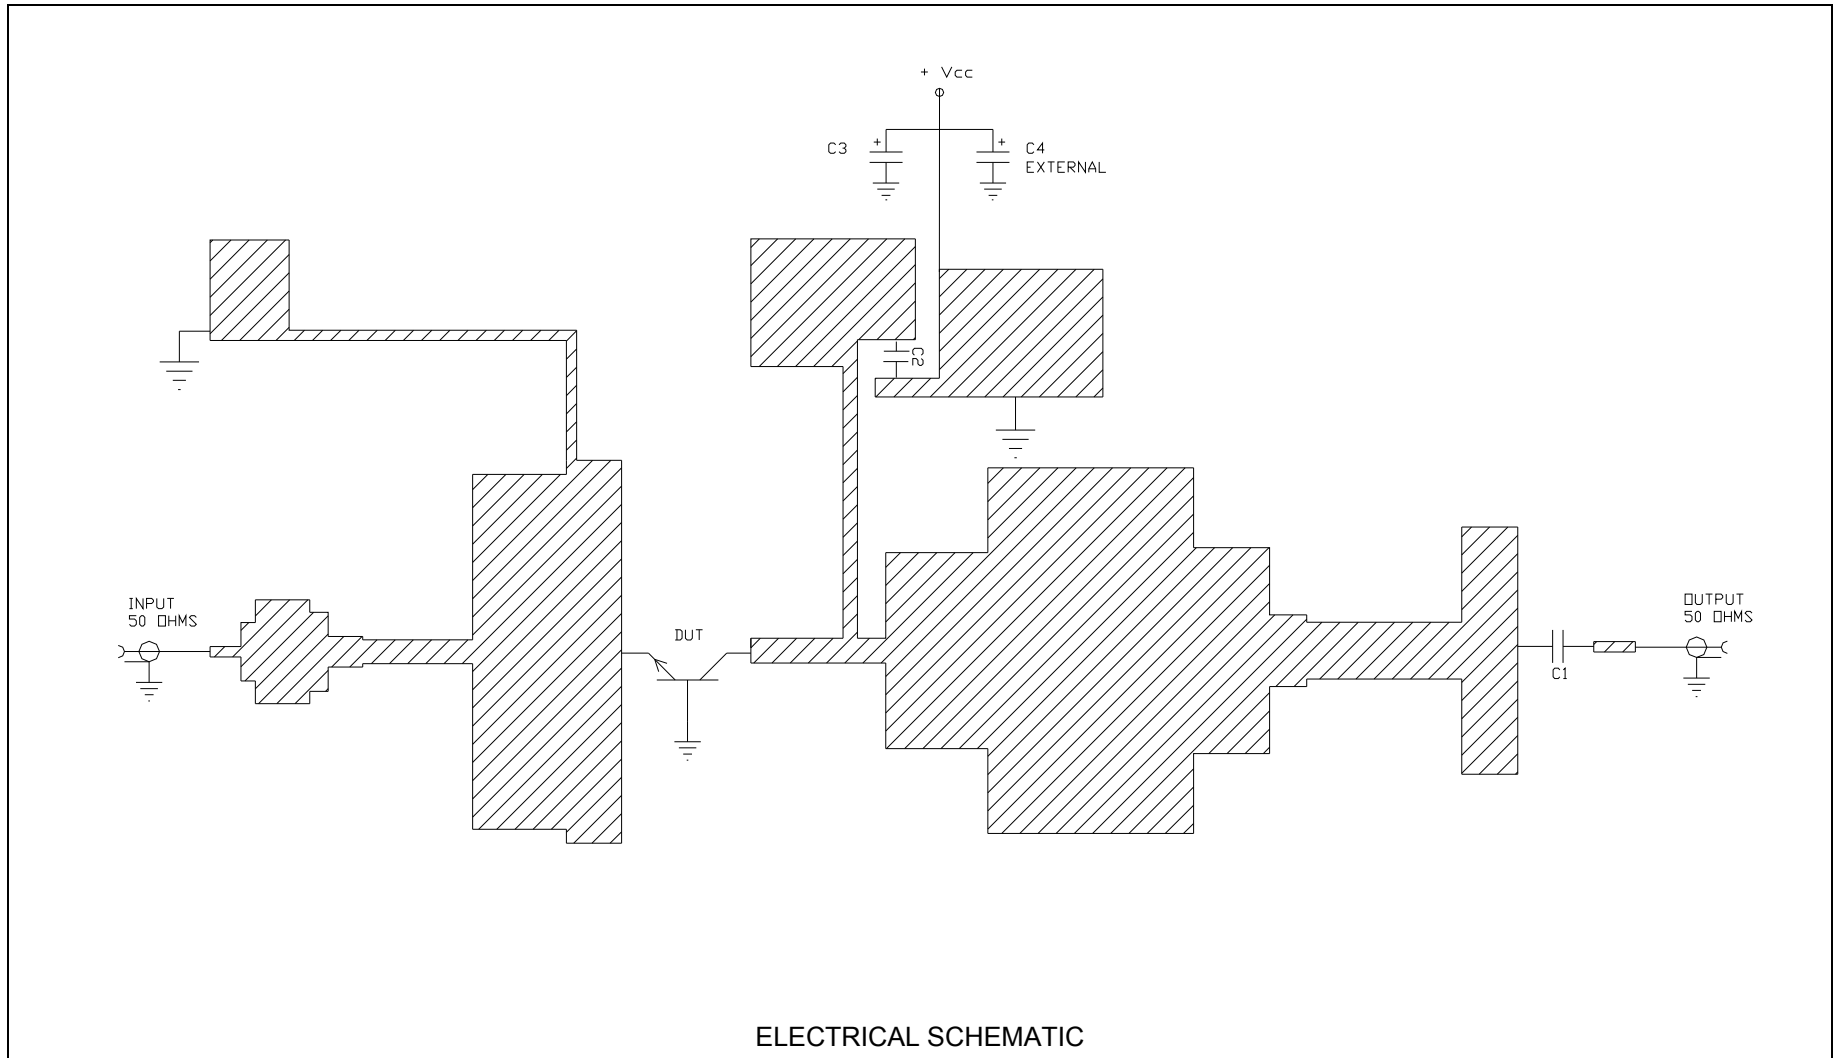 + Vcc
C3
+
+
C4
EXTERNAL
C2
INPUT
50 OHMS
DUT
OUTPUT
50 OHMS
C1
ELECTRICAL SCHEMATIC